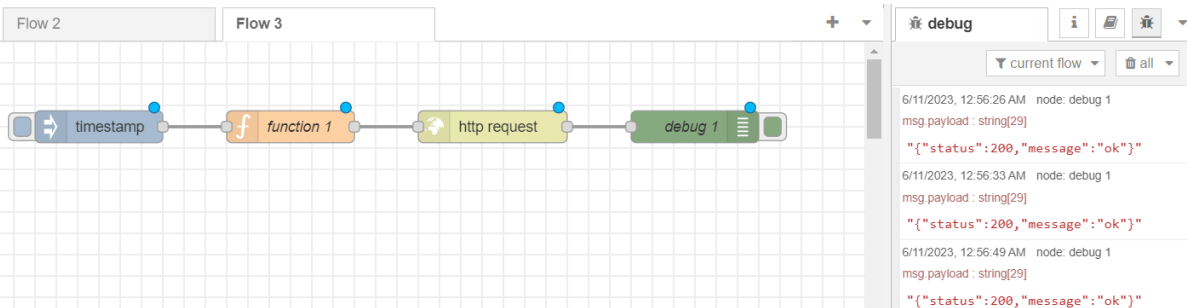 Flow 2
Flow 3
timestamp
function 1
http request
debug 1
debug
i
current flow
all
6/11/2023, 12:56:26 AM node: debug 1
msg.payload : string[29]
"{"status":200,"message":"ok"}"
6/11/2023, 12:56:33 AM node: debug 1
msg.payload : string[29]
"{"status":200,"message":"ok"}"
6/11/2023, 12:56:49 AM node: debug 1
msg.payload : string[29]
"{"status":200,"message":"ok"}"